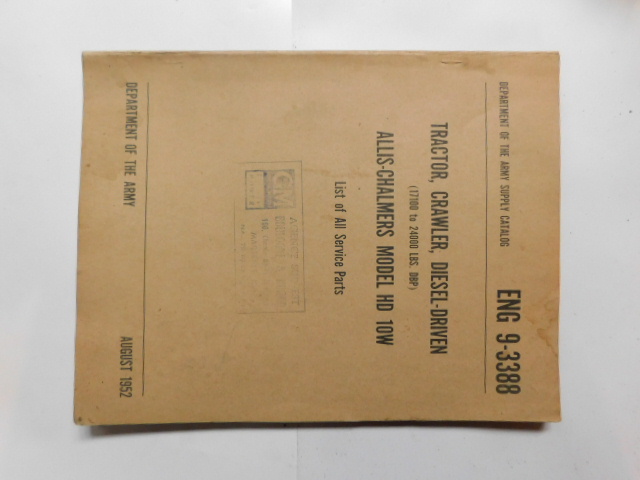 DEPARTMENT OF THE ARMY SUPPLY CATALOG
ENG 9-3388
TRACTOR, CRAWLER, DIESEL-DRIVEN
(17100 to 24000 LBS. DBP)
ALLIS-CHALMERS MODEL HD 10W
List of All Service Parts
DEPARTMENT OF THE ARMY
AUGUST 1952